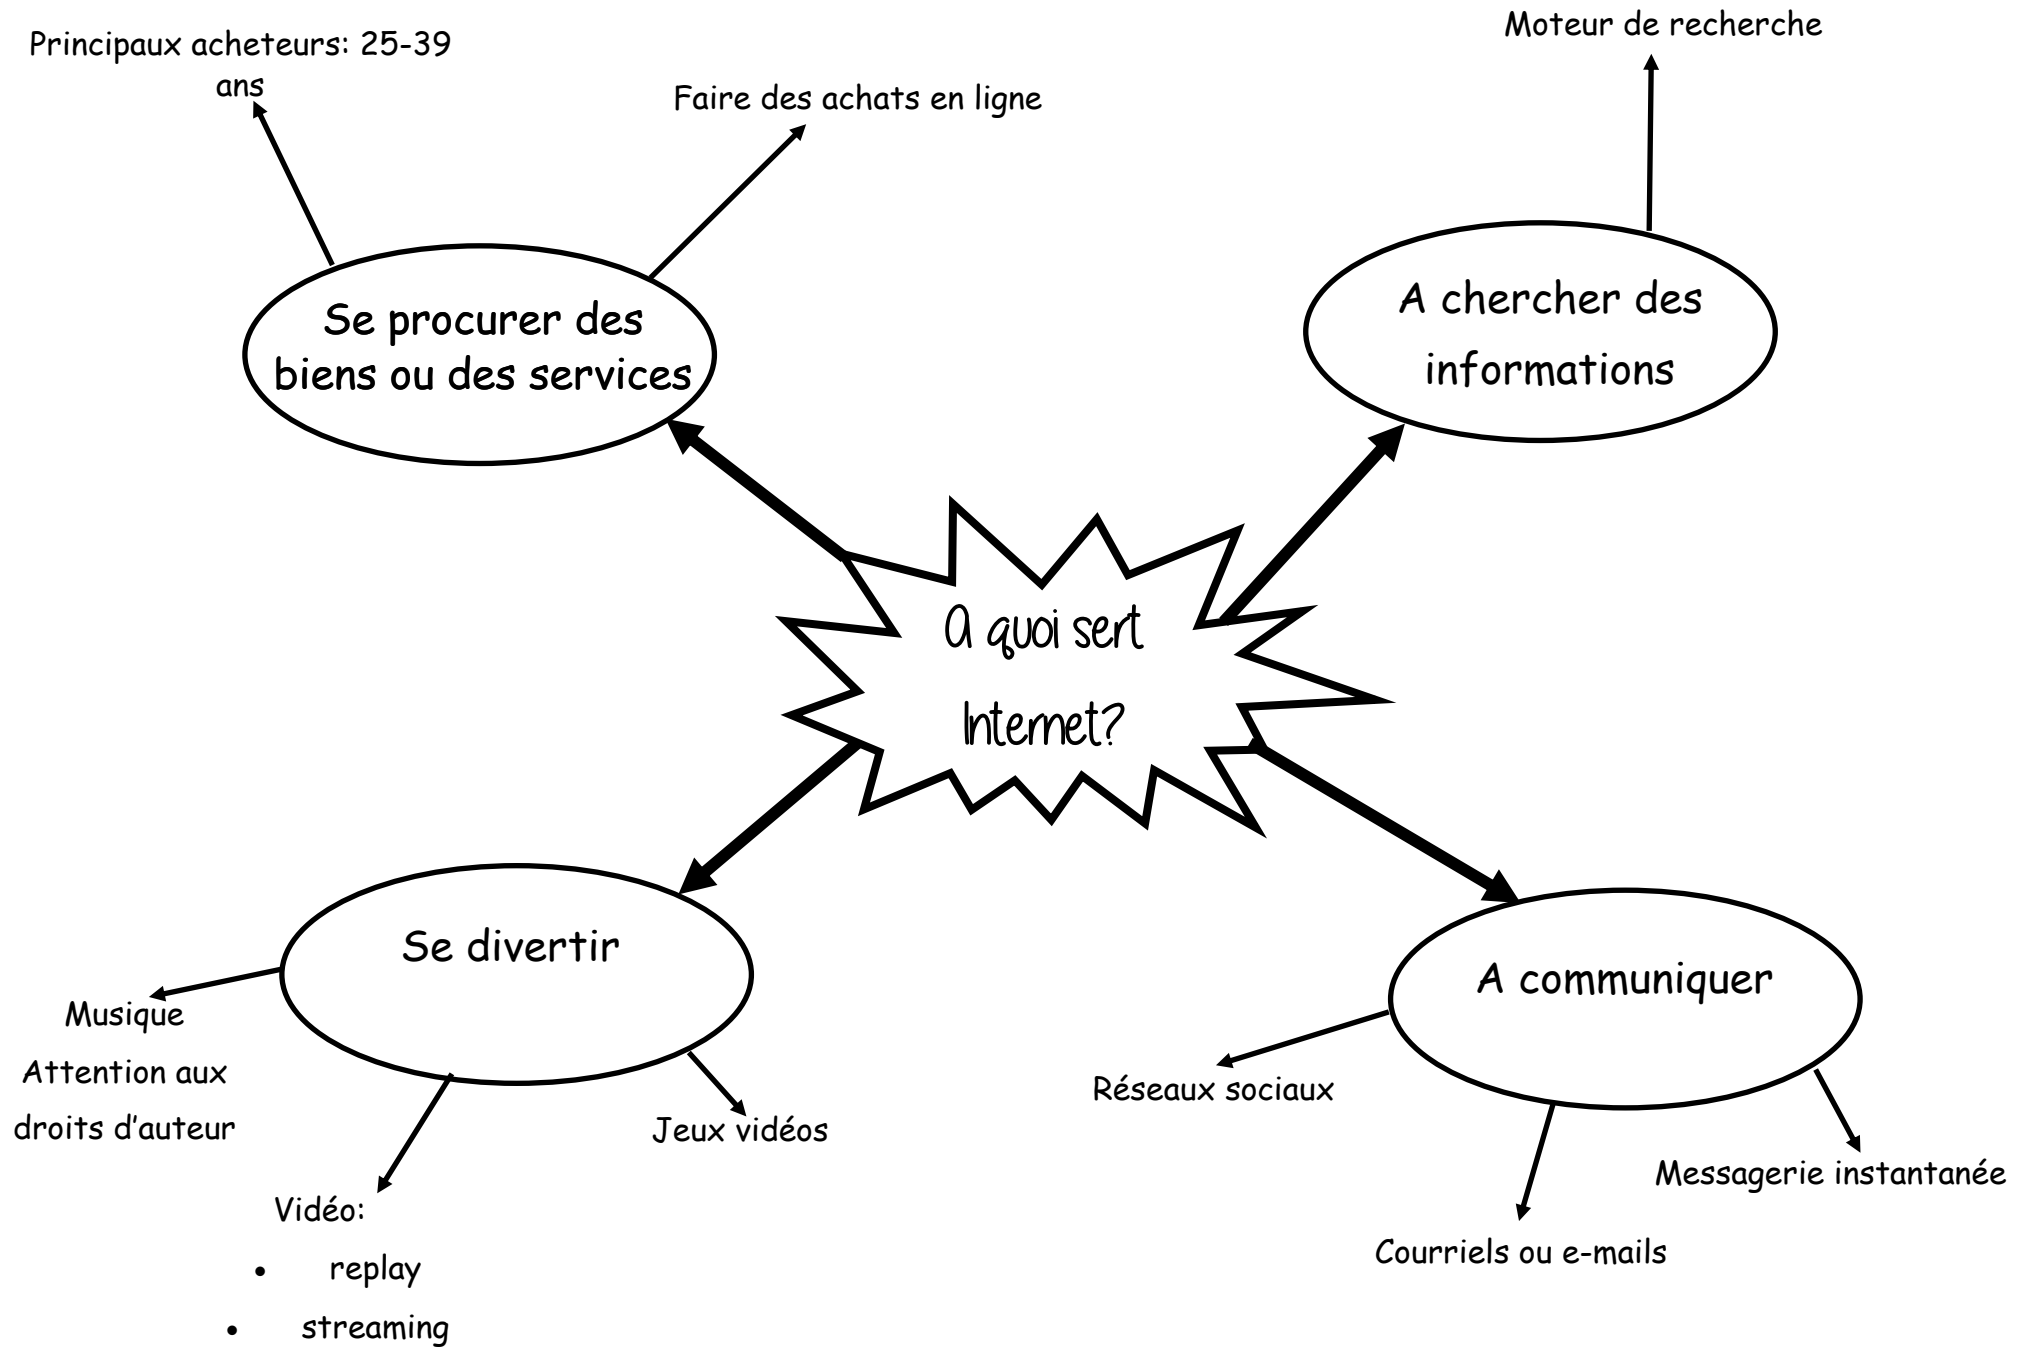 Principaux acheteurs: 25-39
ans
Faire des achats en ligne
Moteur de recherche
Se procurer des
biens ou des services
A chercher des
informations
A quoi sert
Internet?
Se divertir
Musique
Attention aux
droits d’auteur
Vidéo:
• replay
• streaming
Jeux vidéos
A communiquer
Réseaux sociaux
Courriels ou e-mails
Messagerie instantanée